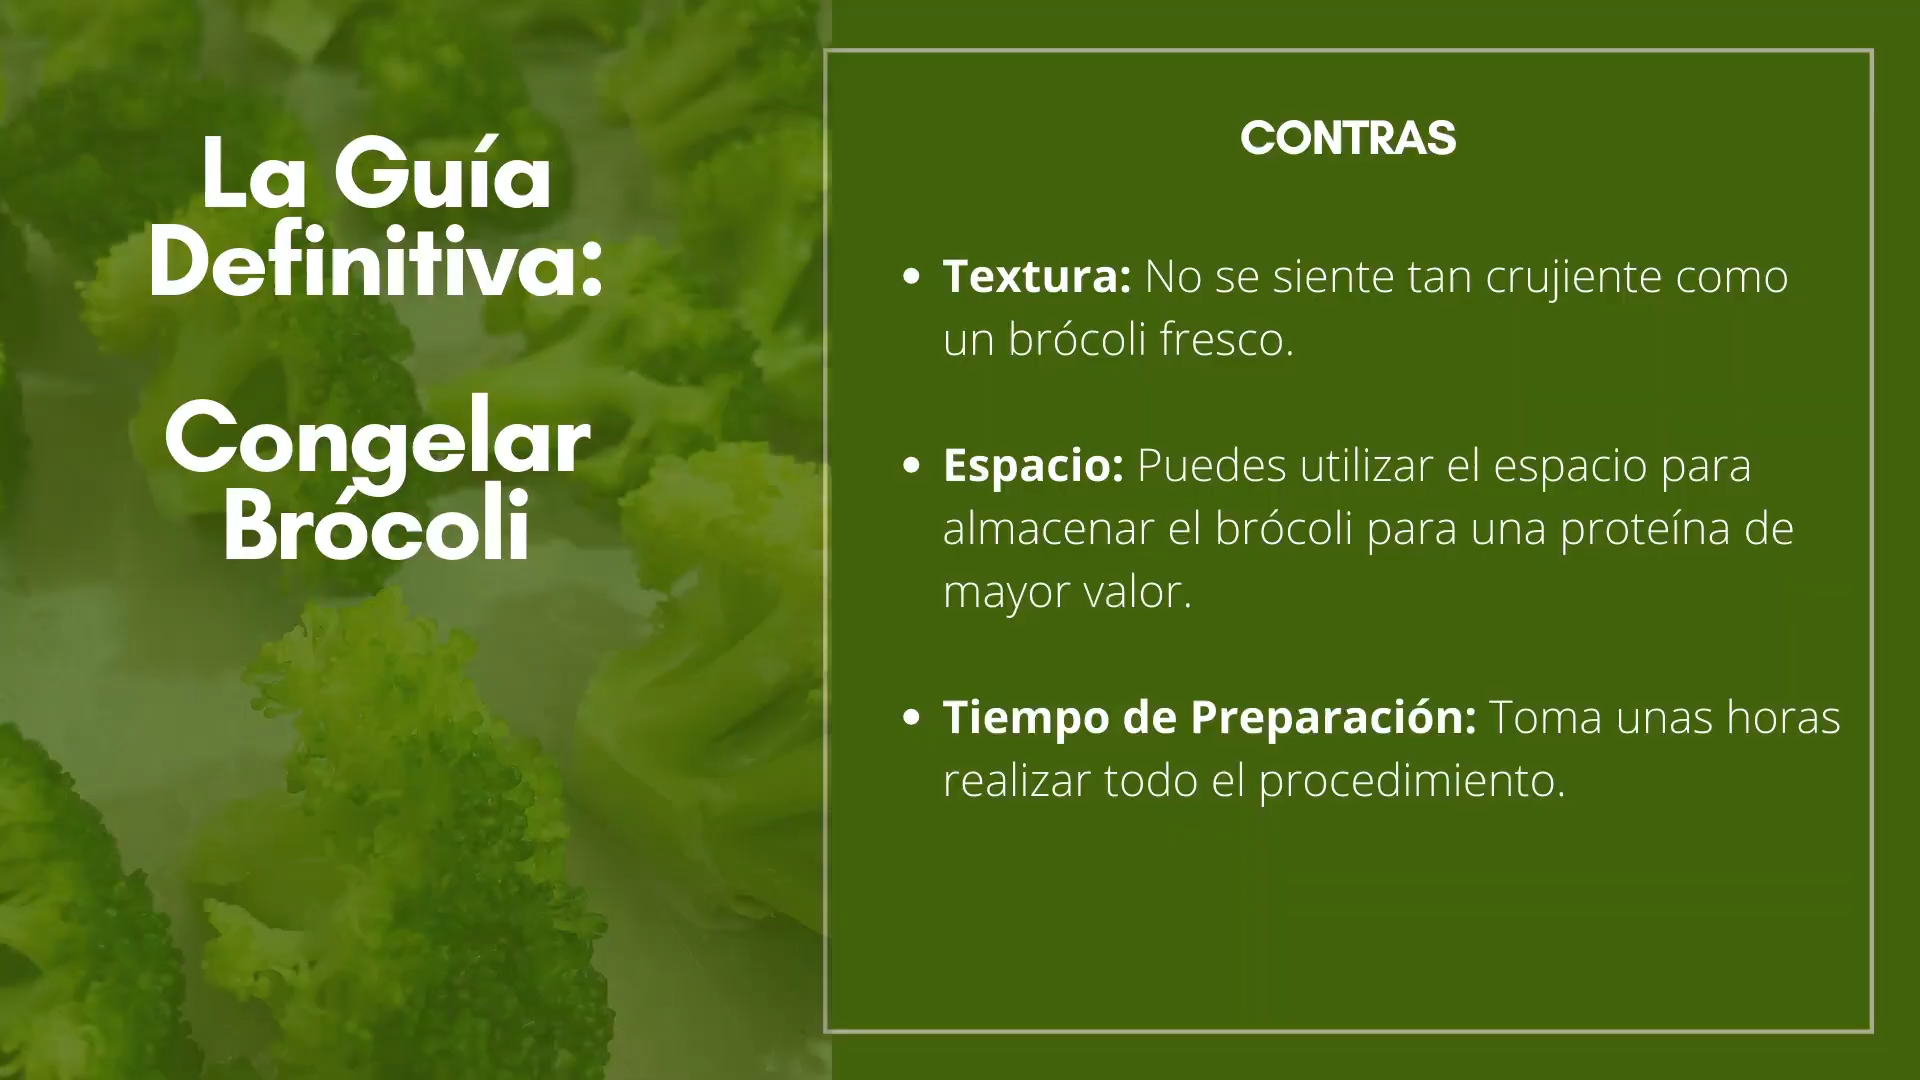 La Guía
Definitiva:
Congelar
Brócoli
CONTRAS
• Textura: No se siente tan crujiente como
un brócoli fresco.
• Espacio: Puedes utilizar el espacio para
almacenar el brócoli para una proteína de
mayor valor.
• Tiempo de Preparación: Toma unas horas
realizar todo el procedimiento.